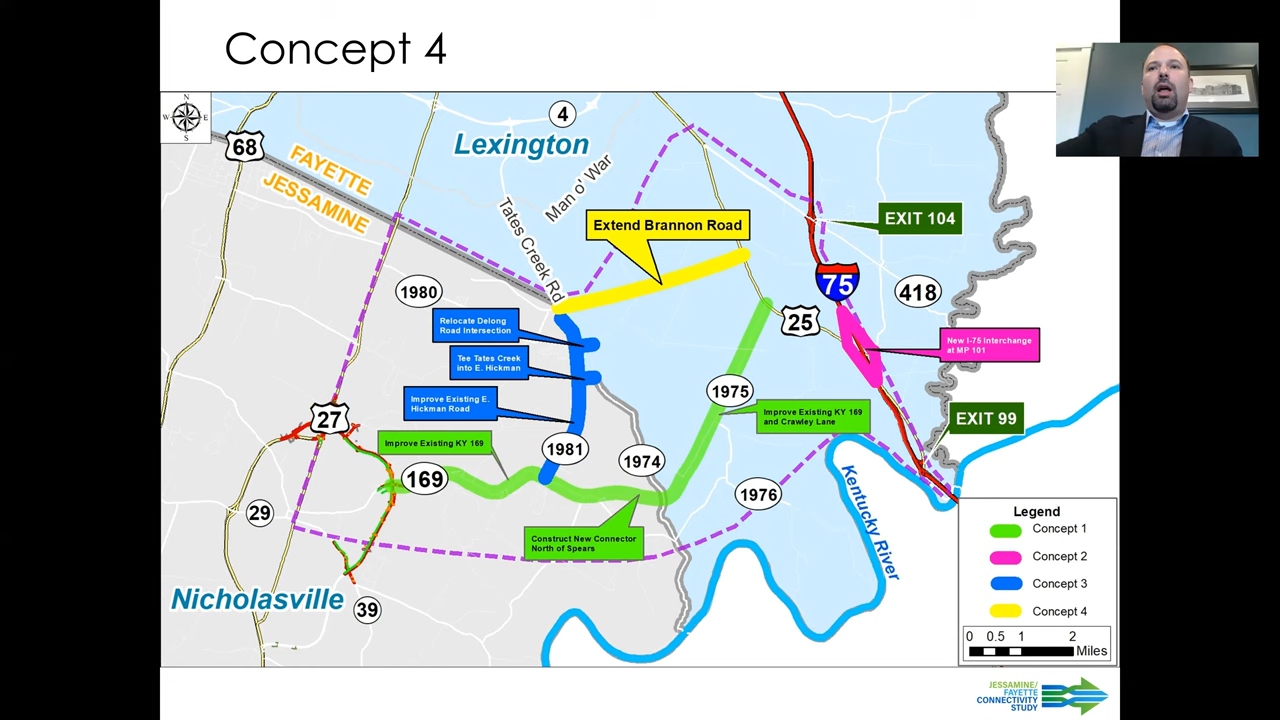 Concept 4
N
W
E
S
68
4
Lexington
FAYETTE
JESSAMINE
Man o' War
Tates Creek Rd
Extend Brannon Road
EXIT 104
75
1980
418
Relocate Delong
Road Intersection
25
New I-75 Interchange
at MP 101
Tee Tates Creek
into E. Hickman
1975
Improve Existing E.
Hickman Road
27
Improve Existing KY 169
and Crawley Lane
EXIT 99
Improve Existing KY 169
1981
1974
169
1976
Kentucky River
29
Construct New Connector
North of Spears
Nicholasville
39
Legend
Concept 1
Concept 2
Concept 3
Concept 4
0 0.5 1 2
Miles
JESSAMINE/
FAYETTE
CONNECTIVITY
STUDY